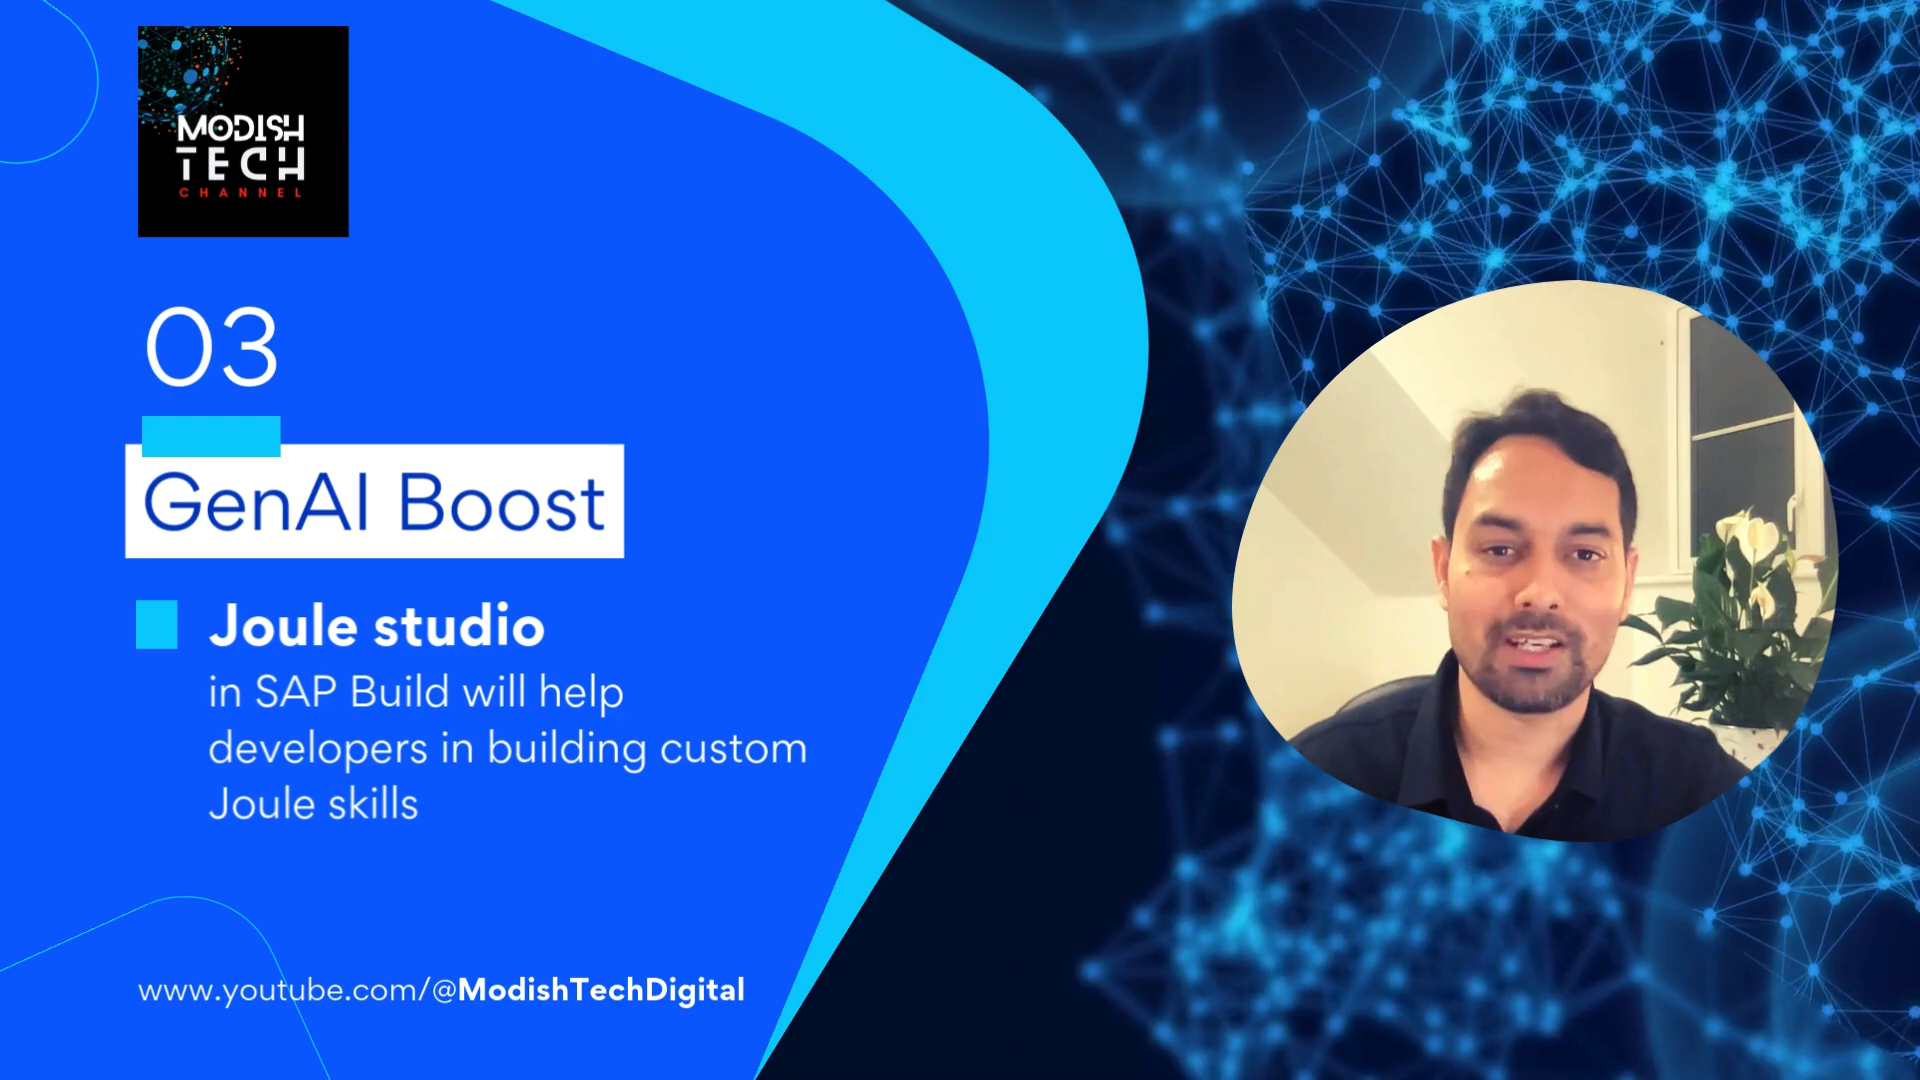 MODISH
TECH
CHANNEL
03
GenAI Boost
Joule studio
in SAP Build will help
developers in building custom
Joule skills
www.youtube.com/@ModishTechDigital